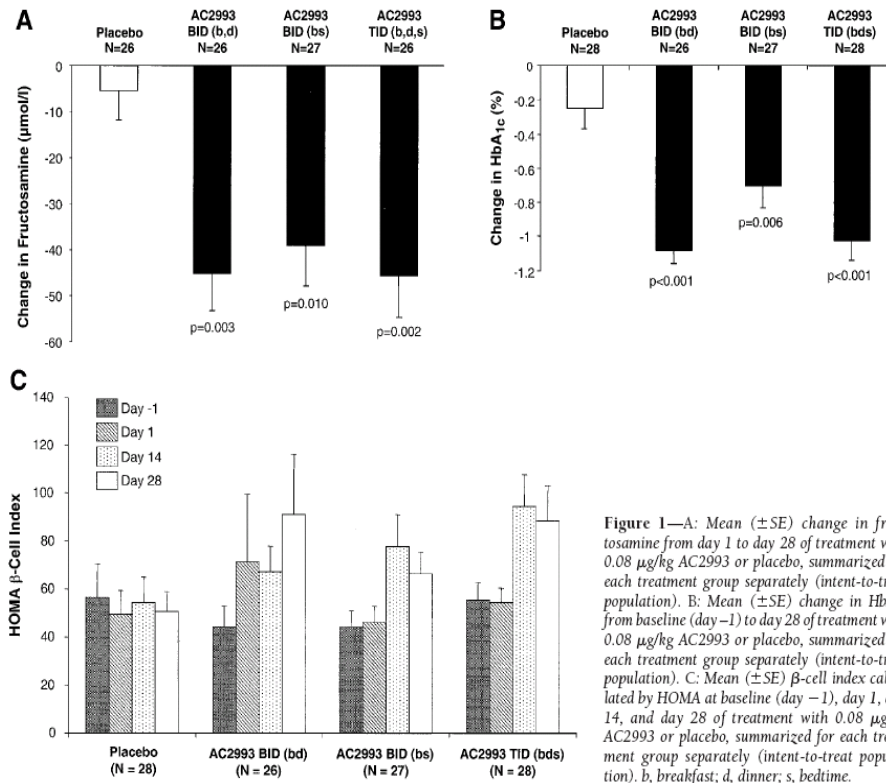 A
Placebo
N=26
AC2993
BID (b,d)
N=26
AC2993
BID (bs)
N=27
AC2993
TID (b,d,s)
N=26
0
-10
-20
-30
-40
-50
-60
Change in Fructosamine (µmol/l)
p=0.003
p=0.010
p=0.002
B
Placebo
N=28
AC2993
BID (bd)
N=26
AC2993
BID (bs)
N=27
AC2993
TID (bds)
N=28
0
-0.2
-0.4
-0.6
-0.8
-1
-1.2
Change in HbA1c (%)
p<0.001
p=0.006
p<0.001
C
140
120
100
80
60
40
20
0
HOMA β-Cell Index
Day -1
Day 1
Day 14
Day 28
Placebo
(N = 28)
AC2993 BID (bd)
(N = 26)
AC2993 BID (bs)
(N = 27)
AC2993 TID (bds)
(N = 28)
Figure 1—A: Mean (±SE) change in fr
tosamine from day 1 to day 28 of treatment w
0.08 µg/kg AC2993 or placebo, summarized
each treatment group separately (intent-to-tr
population). B: Mean (±SE) change in Hb
from baseline (day −1) to day 28 of treatment w
0.08 µg/kg AC2993 or placebo, summarized
each treatment group separately (intent-to-tr
population). C: Mean (±SE) β-cell index cal
lated by HOMA at baseline (day −1), day 1,
14, and day 28 of treatment with 0.08 µg
AC2993 or placebo, summarized for each tre
ment group separately (intent-to-treat popu
tion). b, breakfast; d, dinner; s, bedtime.